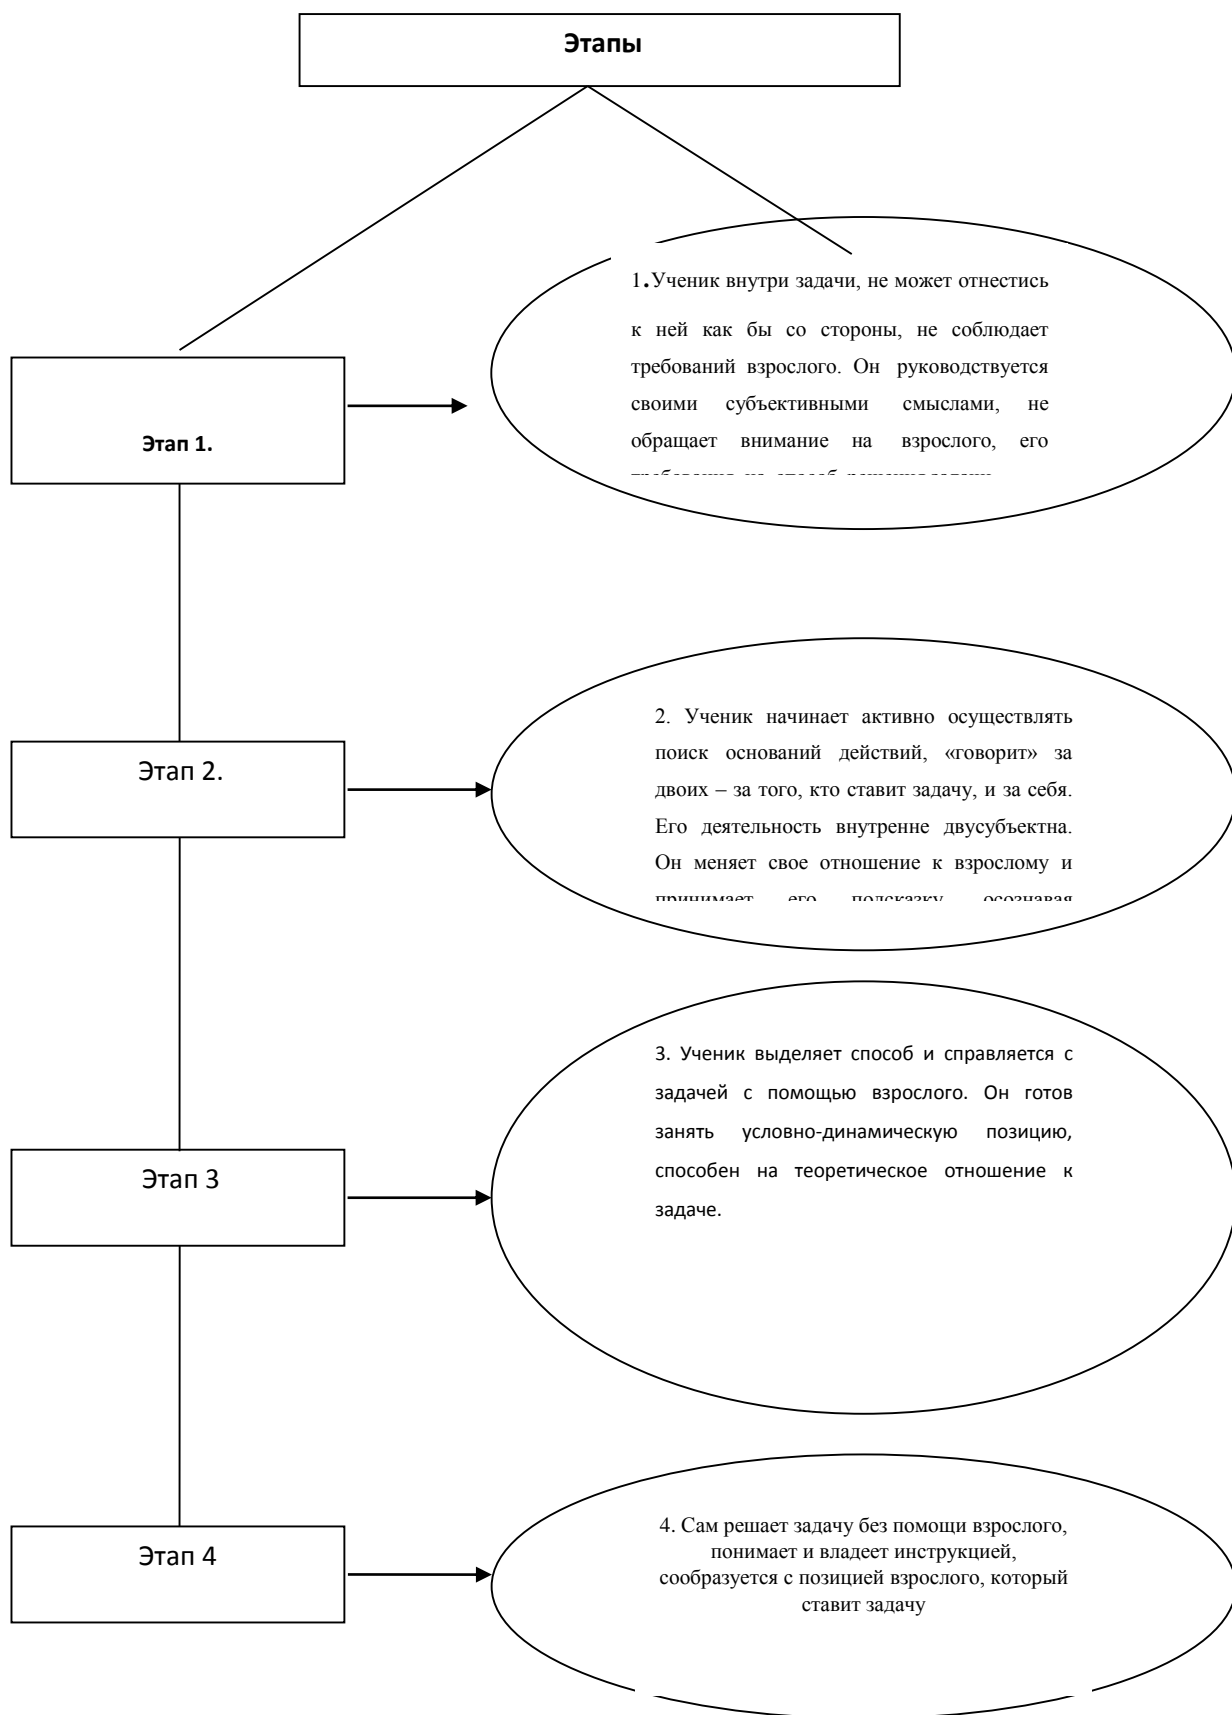 Этапы
1.Ученик внутри задачи, не может отнестись
к ней как бы со стороны, не соблюдает
требований взрослого. Он руководствуется
своими субъективными смыслами, не
обращает внимание на взрослого, его
Этап 1.
2. Ученик начинает активно осуществлять
поиск оснований действий, «говорит» за
двоих – за того, кто ставит задачу, и за себя.
Его деятельность внутренне двусубъектна.
Он меняет свое отношение к взрослому и
принимает его подсказку осознавая
Этап 2.
3. Ученик выделяет способ и справляется с
задачей с помощью взрослого. Он готов
занять условно-динамическую позицию,
способен на теоретическое отношение к
задаче.
Этап 3
4. Сам решает задачу без помощи взрослого,
понимает и владеет инструкцией,
сообразуется с позицией взрослого, который
ставит задачу
Этап 4